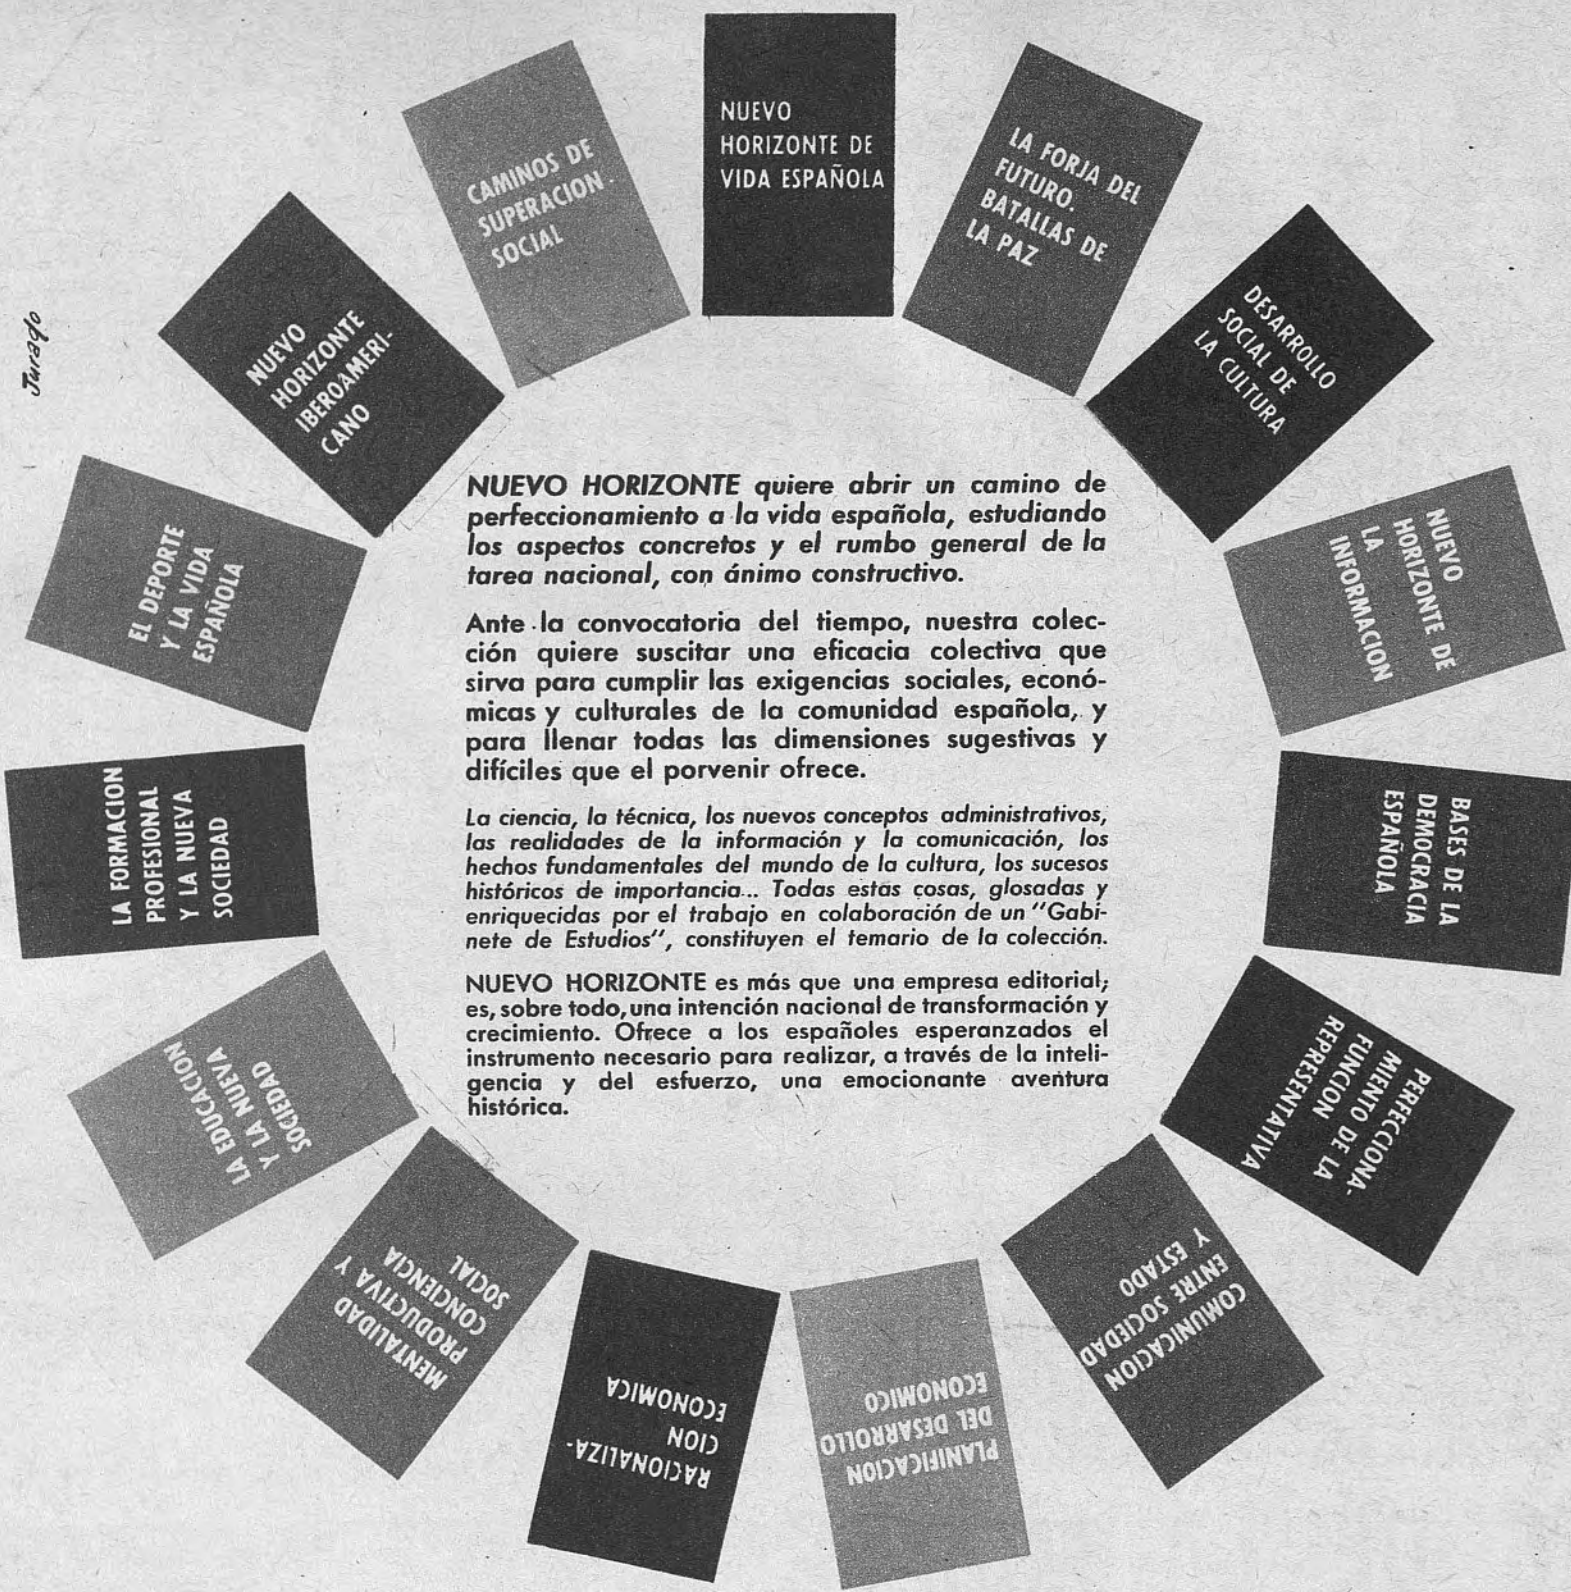 NUEVO
HORIZONTE DE
VIDA ESPAÑOLA
LA FORJA DEL
FUTURO.
BATALLAS DE
LA PAZ
DESARROLLO
SOCIAL DE
LA CULTURA
NUEVO
HORIZONTE DE
LA
INFORMACION
BASES DE LA
DEMOCRACIA
ESPAÑOLA
PERFECCIONA-
MIENTO DE LA
FUNCION
REPRESENTATIVA
COMUNICACION
ENTRE SOCIEDAD
Y ESTADO
PLANIFICACION
DEL DESARROLLO
ECONOMICO
RACIONALIZA-
CION
ECONOMICA
MENTALIDAD
PRODUCTIVA Y
CONCIENCIA
SOCIAL
LA EDUCACION
Y LA NUEVA
SOCIEDAD
LA FORMACION
PROFESIONAL
Y LA NUEVA
SOCIEDAD
EL DEPORTE
Y LA VIDA
ESPAÑOLA
NUEVO
HORIZONTE
IBEROAMERI-
CANO
CAMINOS DE
SUPERACION
SOCIAL
Jurado
NUEVO HORIZONTE quiere abrir un camino de
perfeccionamiento a la vida española, estudiando
los aspectos concretos y el rumbo general de la
tarea nacional, con ánimo constructivo.
Ante la convocatoria del tiempo, nuestra colec-
ción quiere suscitar una eficacia colectiva que
sirva para cumplir las exigencias sociales, econó-
micas y culturales de la comunidad española, y
para llenar todas las dimensiones sugestivas y
difíciles que el porvenir ofrece.
La ciencia, la técnica, los nuevos conceptos administrativos,
las realidades de la información y la comunicación, los
hechos fundamentales del mundo de la cultura, los sucesos
históricos de importancia... Todas estas cosas, glosadas y
enriquecidas por el trabajo en colaboración de un "Gabi-
nete de Estudios", constituyen el temario de la colección.
NUEVO HORIZONTE es más que una empresa editorial;
es, sobre todo, una intención nacional de transformación y
crecimiento. Ofrece a los españoles esperanzados el
instrumento necesario para realizar, a través de la inteli-
gencia y del esfuerzo, una emocionante aventura
histórica.